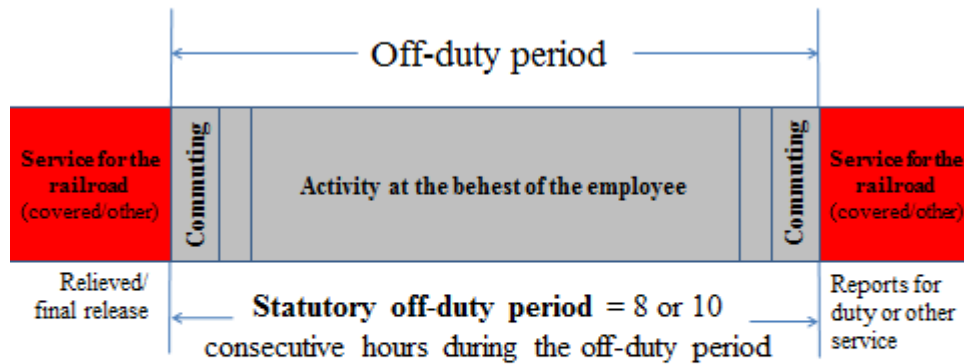 Off-duty period
Service for the
railroad
(covered/other)
Commuting
Activity at the behest of the employee
Commuting
Service for the
railroad
(covered/other)
Relieved/
final release
Statutory off-duty period = 8 or 10
consecutive hours during the off-duty period
Reports for
duty or other
service